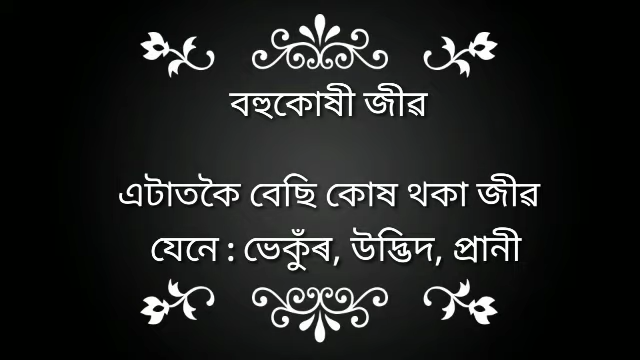 বহুকোষী জীৱ
এটাতকৈ বেছি কোষ থকা জীৱ
যেনে : ভেকুঁৰ, উদ্ভিদ, প্ৰানী